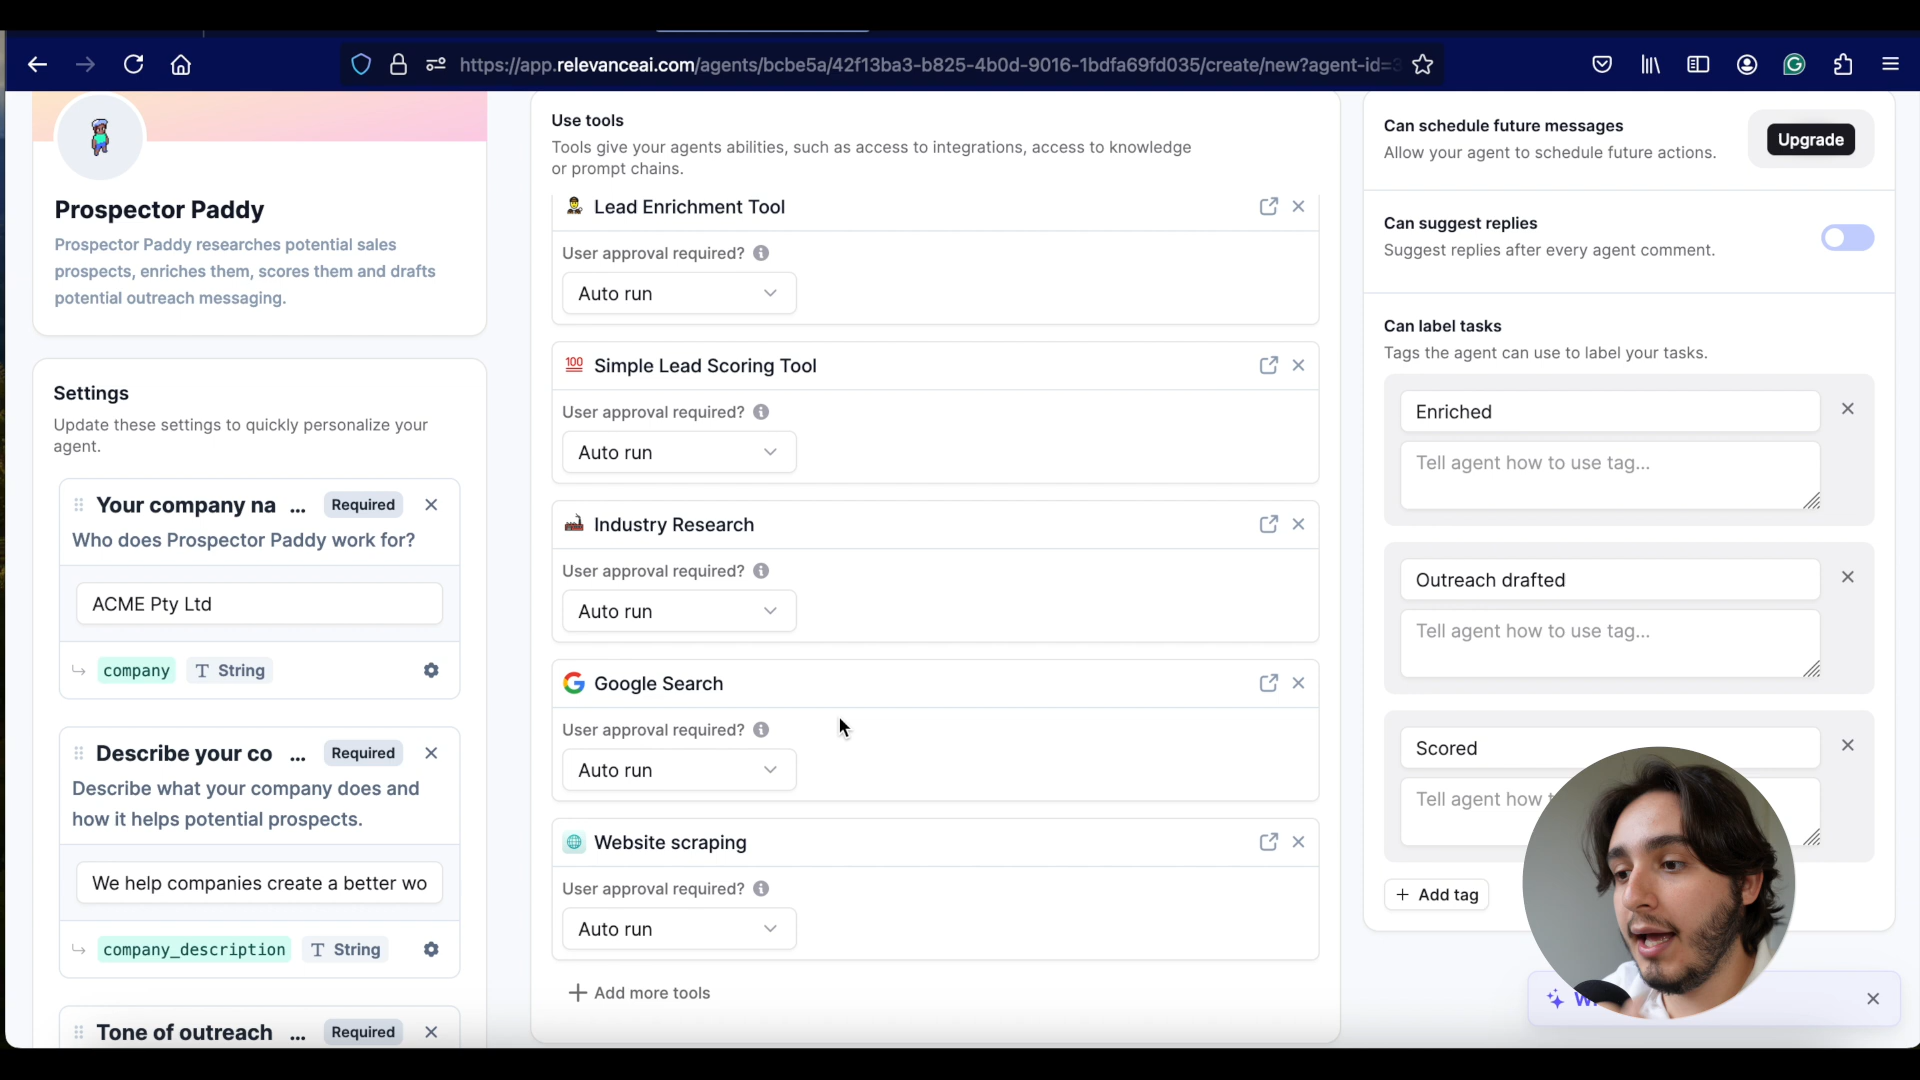 https://app.relevanceai.com/agents/bcbe5a/42f13ba3-b825-4b0d-9016-1bdfa69fd035/create/new?agent-id=3
Prospector Paddy
Prospector Paddy researches potential sales
prospects, enriches them, scores them and drafts
potential outreach messaging.
Settings
Update these settings to quickly personalize your
agent.
Your company na ... Required
Who does Prospector Paddy work for?
ACME Pty Ltd
company T String
Describe your co ... Required
Describe what your company does and
how it helps potential prospects.
We help companies create a better wo
company_description T String
Tone of outreach ... Required
Use tools
Tools give your agents abilities, such as access to integrations, access to knowledge
or prompt chains.
Lead Enrichment Tool
User approval required?
Auto run
100 Simple Lead Scoring Tool
User approval required?
Auto run
Industry Research
User approval required?
Auto run
G Google Search
User approval required?
Auto run
Website scraping
User approval required?
Auto run
+ Add more tools
Can schedule future messages
Allow your agent to schedule future actions.
Upgrade
Can suggest replies
Suggest replies after every agent comment.
Can label tasks
Tags the agent can use to label your tasks.
Enriched
Tell agent how to use tag...
Outreach drafted
Tell agent how to use tag...
Scored
Tell agent how
+ Add tag